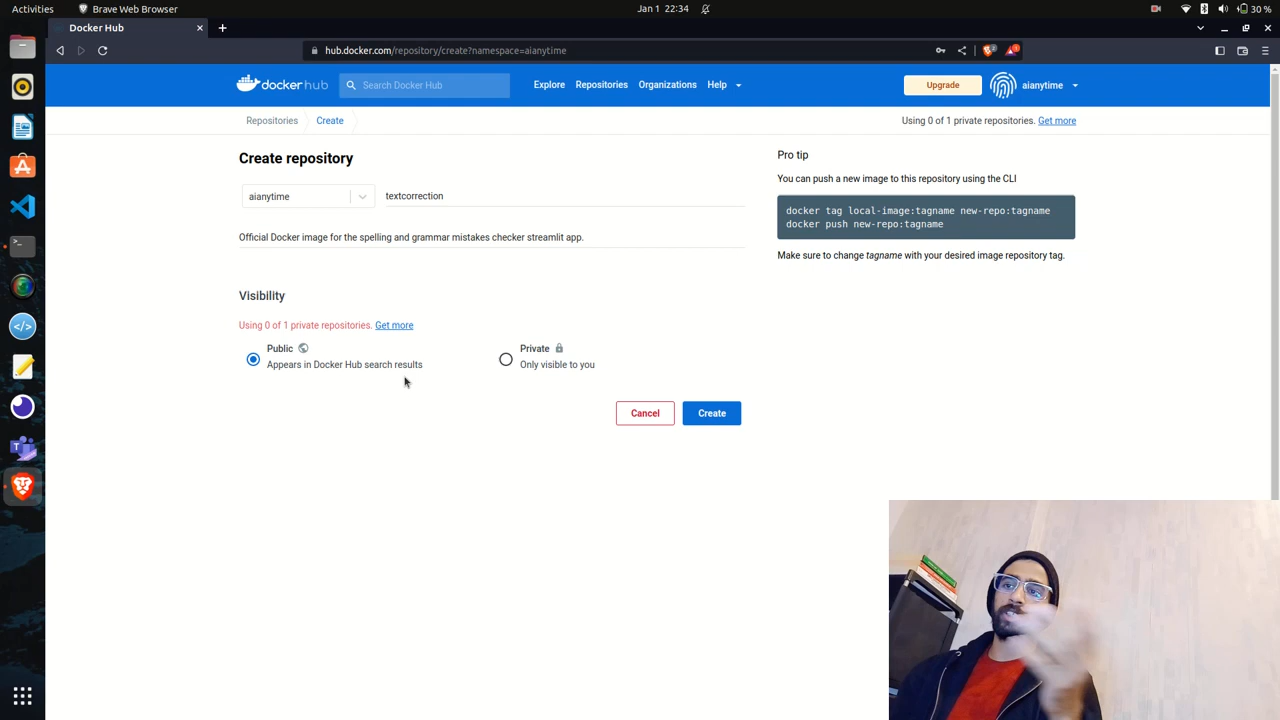 Activities
Brave Web Browser
Jan 1 22:34
30 %
Docker Hub
hub.docker.com/repository/create?namespace=aianytime
dockerhub
Search Docker Hub
Explore
Repositories
Organizations
Help
Upgrade
aianytime
Repositories
Create
Using 0 of 1 private repositories. Get more
Create repository
aianytime
textcorrection
Official Docker image for the spelling and grammar mistakes checker streamlit app.
Visibility
Using 0 of 1 private repositories. Get more
Public
Appears in Docker Hub search results
Private
Only visible to you
Cancel
Create
Pro tip
You can push a new image to this repository using the CLI
docker tag local-image:tagname new-repo:tagname
docker push new-repo:tagname
Make sure to change tagname with your desired image repository tag.